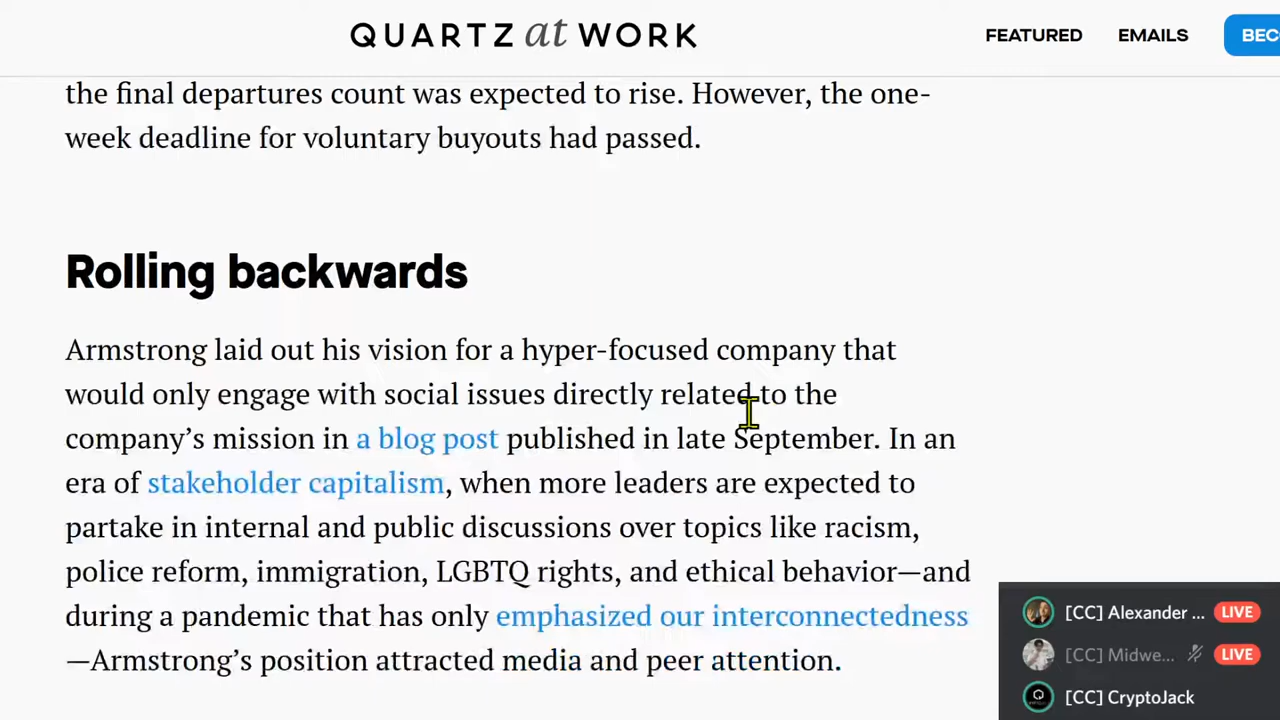 QUARTZ at WORK
FEATURED
EMAILS
BEC
the final departures count was expected to rise. However, the one-
week deadline for voluntary buyouts had passed.
Rolling backwards
Armstrong laid out his vision for a hyper-focused company that
would only engage with social issues directly related to the
company’s mission in a blog post published in late September. In an
era of stakeholder capitalism, when more leaders are expected to
partake in internal and public discussions over topics like racism,
police reform, immigration, LGBTQ rights, and ethical behavior—and
during a pandemic that has only emphasized our interconnectedness
—Armstrong’s position attracted media and peer attention.
[CC] Alexander ... LIVE
[CC] Midwe... LIVE
[CC] CryptoJack